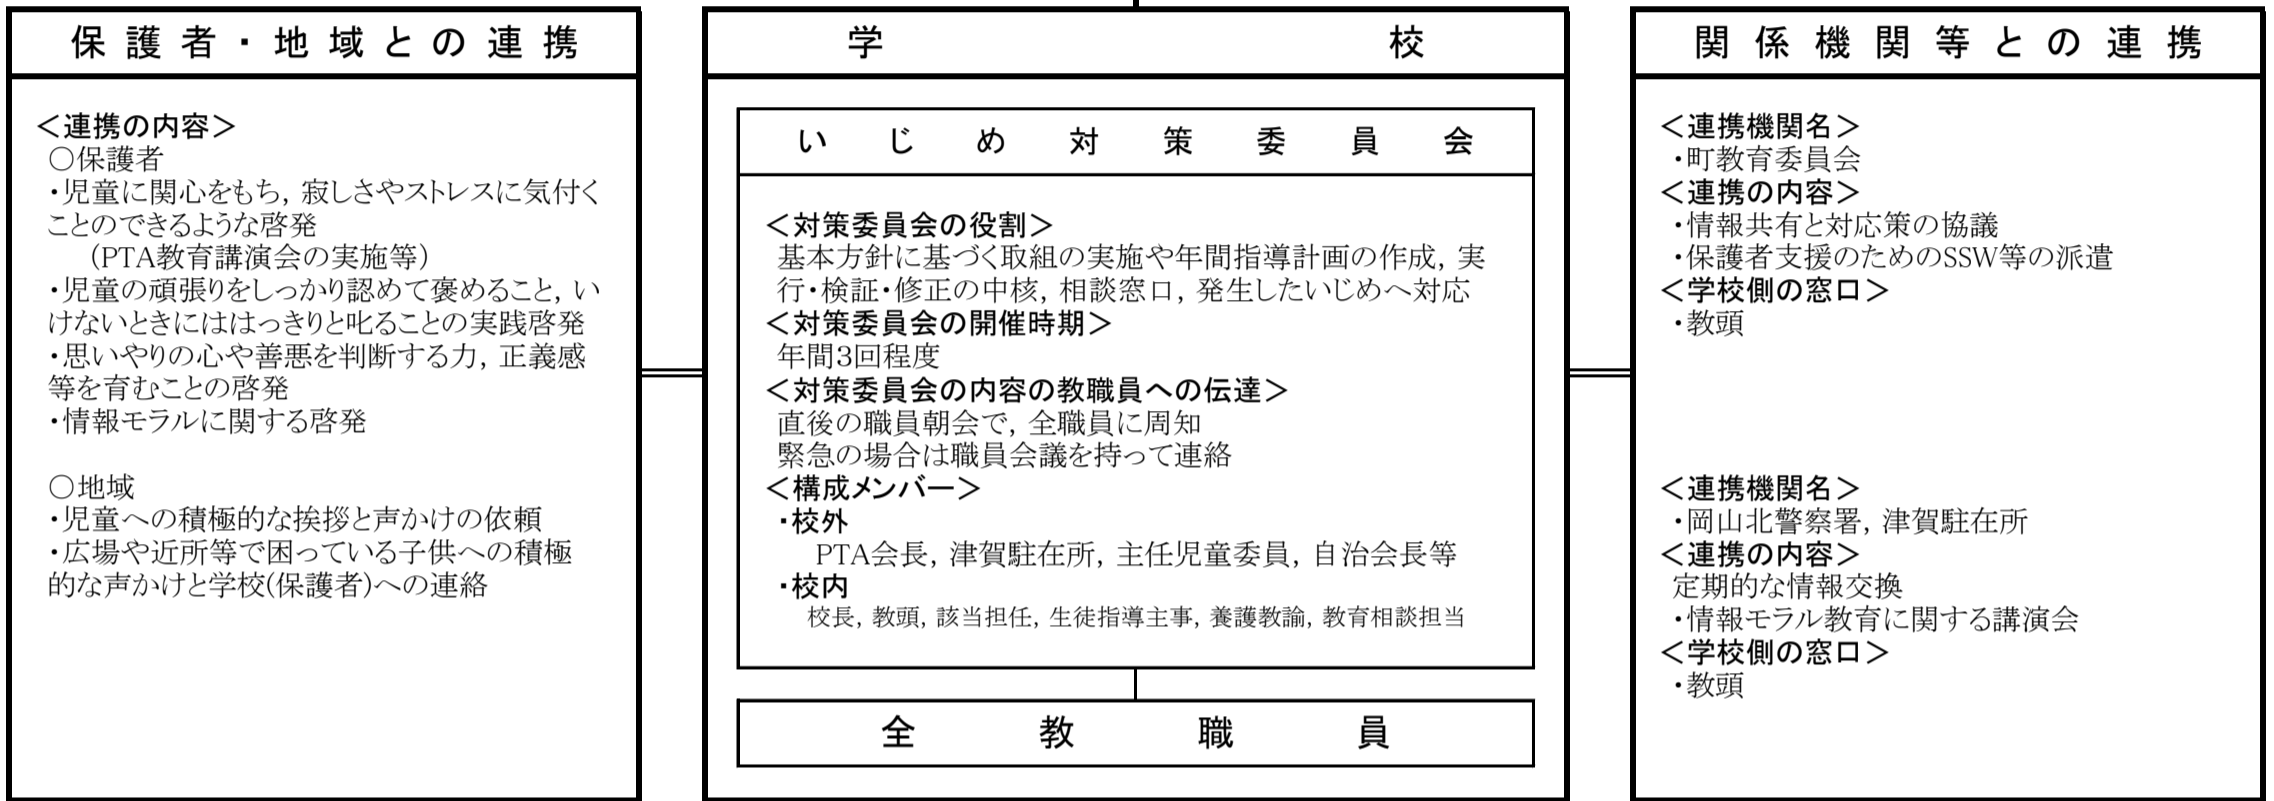 保護者・地域との連携
＜連携の内容＞
○保護者
・児童に関心をもち，寂しさやストレスに気付く
ことのできるような啓発
（PTA教育講演会の実施等）
・児童の頑張りをしっかり認めて褒めること，い
けないときにははっきりと叱ることの実践啓発
・思いやりの心や善悪を判断する力，正義感
等を育むことの啓発
・情報モラルに関する啓発
○地域
・児童への積極的な挨拶と声かけの依頼
・広場や近所等で困っている子供への積極
的な声かけと学校(保護者)への連絡
学校
いじめ対策委員会
＜対策委員会の役割＞
基本方針に基づく取組の実施や年間指導計画の作成，実
行・検証・修正の中核，相談窓口，発生したいじめへ対応
＜対策委員会の開催時期＞
年間3回程度
＜対策委員会の内容の教職員への伝達＞
直後の職員朝会で，全職員に周知
緊急の場合は職員会議を持って連絡
＜構成メンバー＞
・校外
PTA会長，津賀駐在所，主任児童委員，自治会長等
・校内
校長，教頭，該当担任，生徒指導主事，養護教諭，教育相談担当
全教職員
関係機関等との連携
＜連携機関名＞
・町教育委員会
＜連携の内容＞
・情報共有と対応策の協議
・保護者支援のためのSSW等の派遣
＜学校側の窓口＞
・教頭
＜連携機関名＞
・岡山北警察署，津賀駐在所
＜連携の内容＞
定期的な情報交換
・情報モラル教育に関する講演会
＜学校側の窓口＞
・教頭